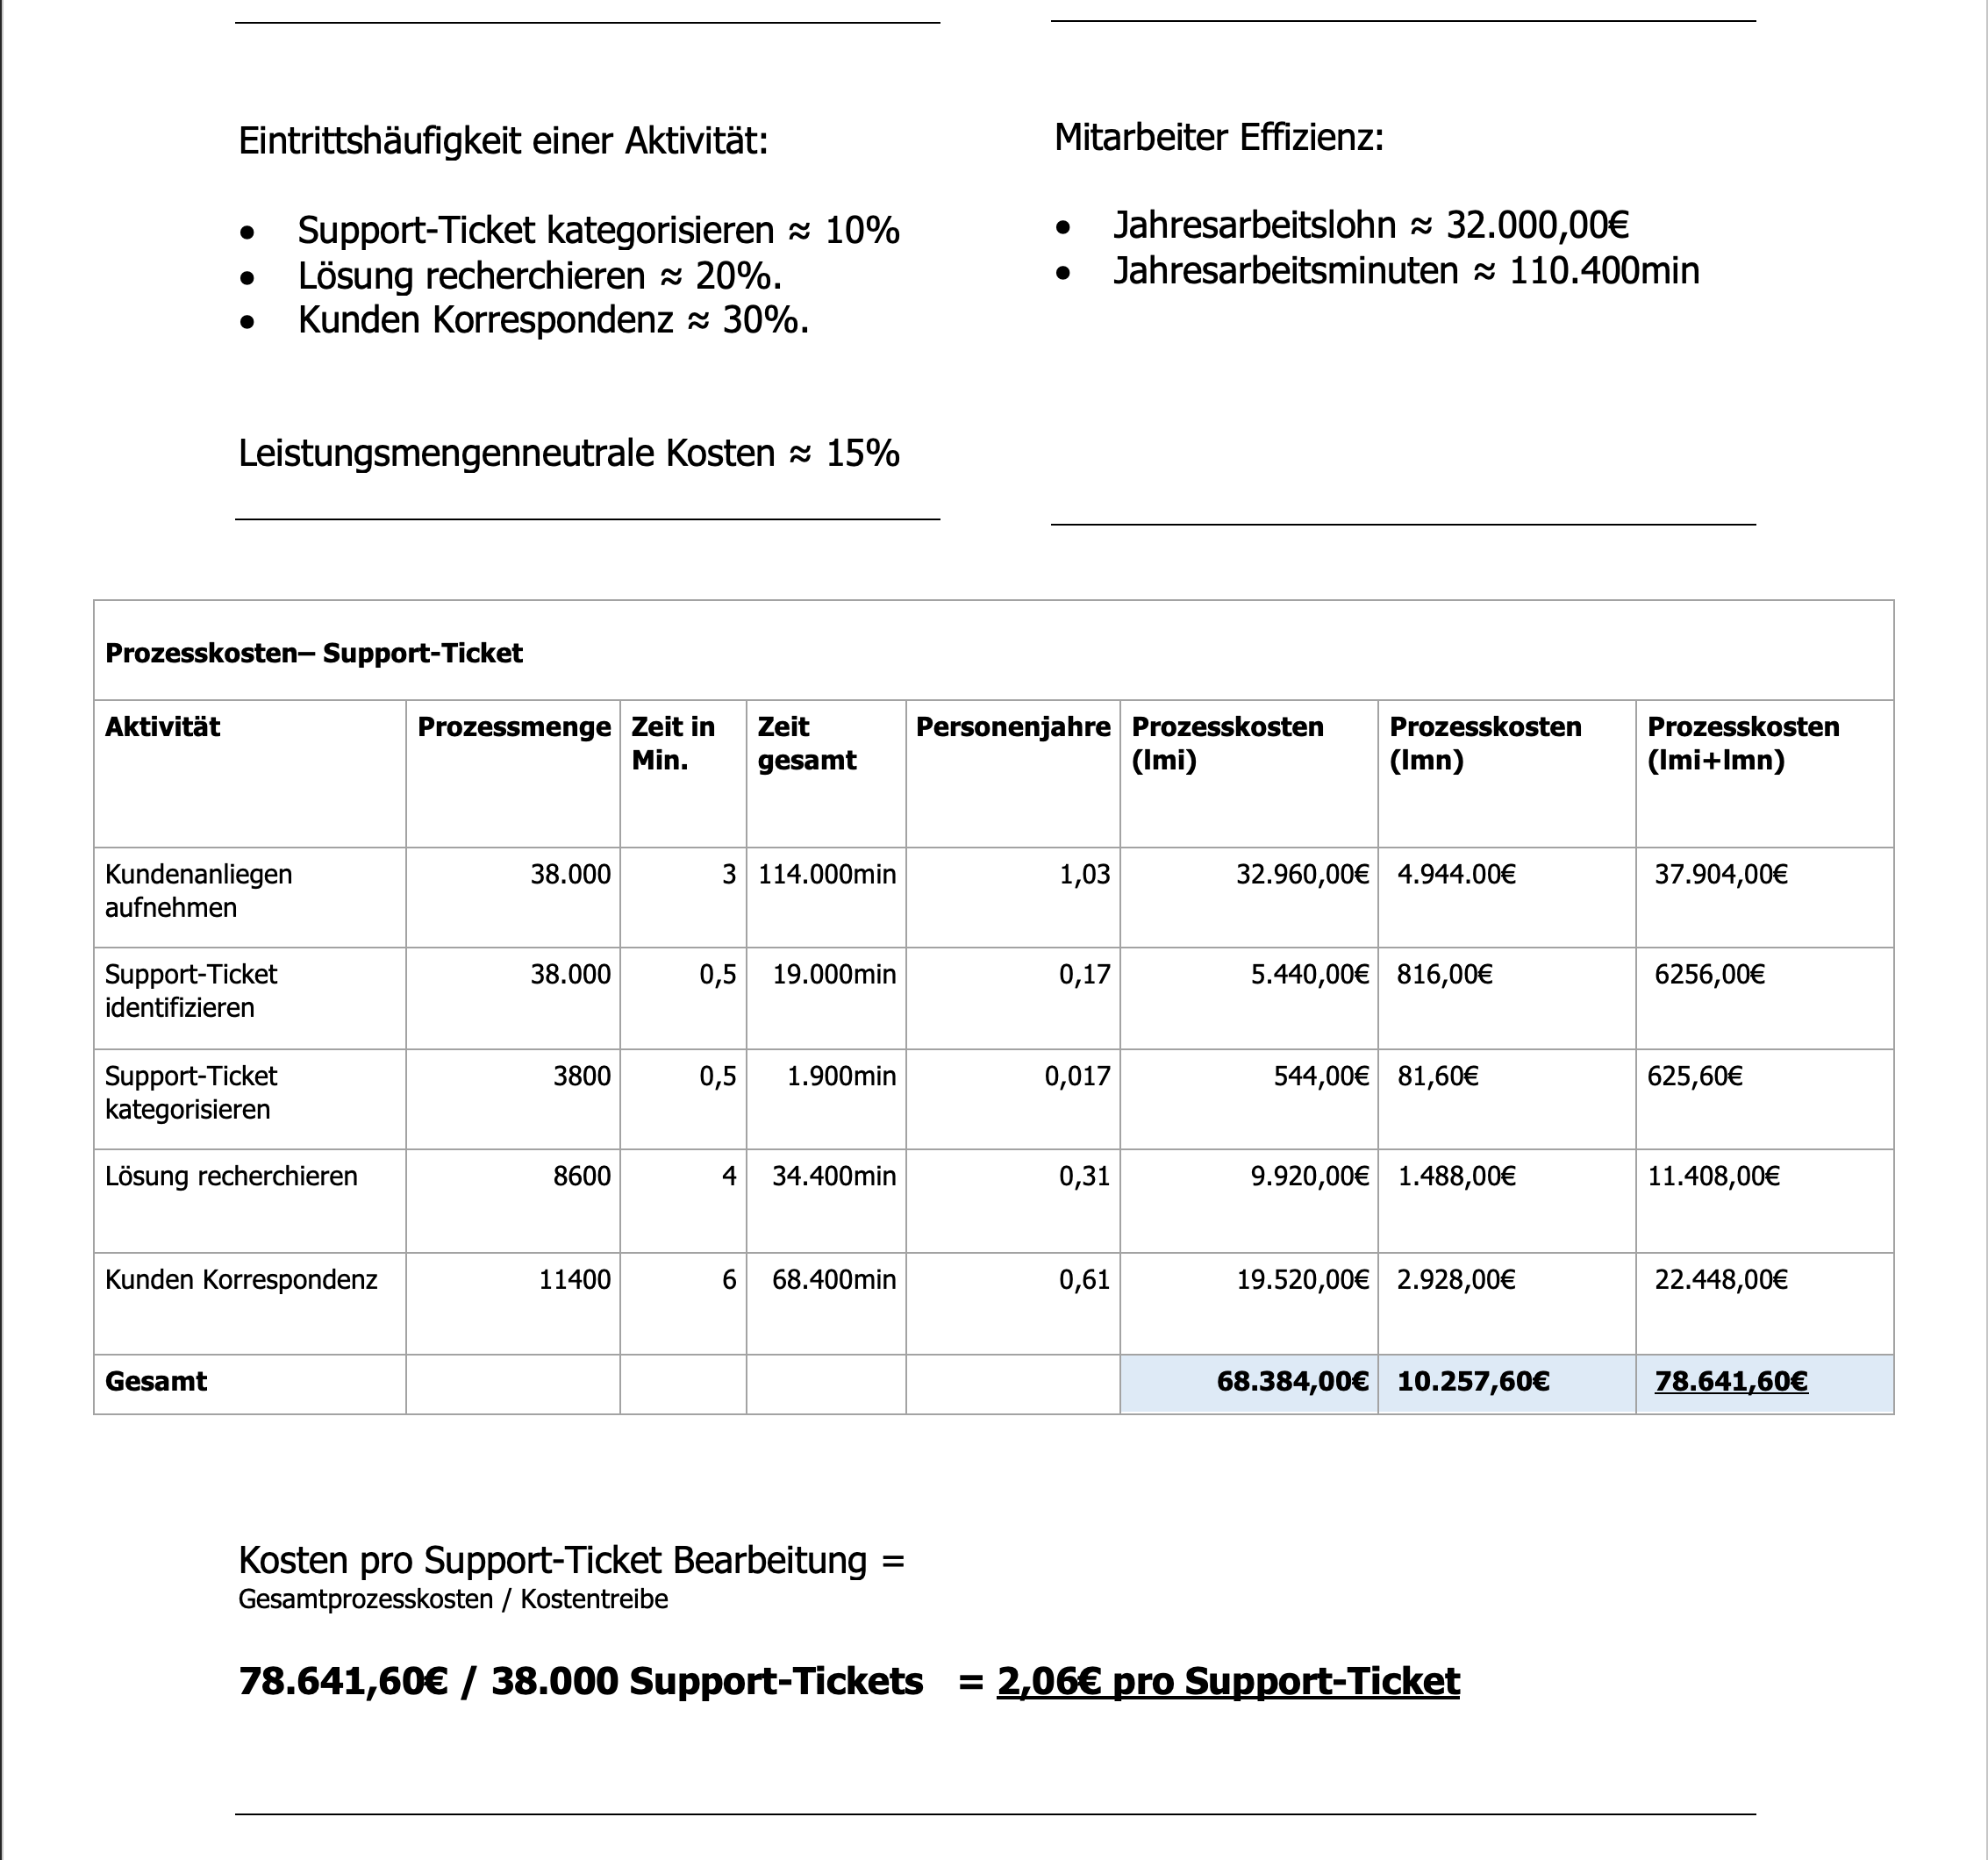 Eintrittshäufigkeit einer Aktivität:
• Support-Ticket kategorisieren ≈ 10%
• Lösung recherchieren ≈ 20%.
• Kunden Korrespondenz ≈ 30%.
Leistungsmengenneutrale Kosten ≈ 15%
Mitarbeiter Effizienz:
• Jahresarbeitslohn ≈ 32.000,00€
• Jahresarbeitsminuten ≈ 110.400min
Prozesskosten– Support-Ticket
Aktivität Prozessmenge Zeit in Zeit Personenjahre Prozesskosten Prozesskosten Prozesskosten
Min. gesamt (lmi) (lmn) (lmi+lmn)
Kundenanliegen 38.000 3 114.000min 1,03 32.960,00€ 4.944.00€ 37.904,00€
aufnehmen
Support-Ticket 38.000 0,5 19.000min 0,17 5.440,00€ 816,00€ 6256,00€
identifizieren
Support-Ticket 3800 0,5 1.900min 0,017 544,00€ 81,60€ 625,60€
kategorisieren
Lösung recherchieren 8600 4 34.400min 0,31 9.920,00€ 1.488,00€ 11.408,00€
Kunden Korrespondenz 11400 6 68.400min 0,61 19.520,00€ 2.928,00€ 22.448,00€
Gesamt 68.384,00€ 10.257,60€ 78.641,60€
Kosten pro Support-Ticket Bearbeitung =
Gesamtprozesskosten / Kostentreibe
78.641,60€ / 38.000 Support-Tickets = 2,06€ pro Support-Ticket